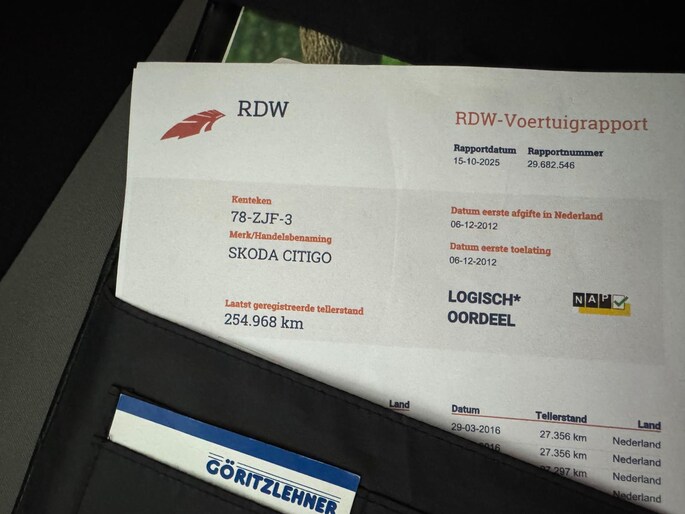 RDW
RDW-Voertuigrapport
Rapportdatum Rapportnummer
15-10-2025 29.682.546
Kenteken
78-ZJF-3
Merk/Handelsbenaming
SKODA CITIGO
Datum eerste afgifte in Nederland
06-12-2012
Datum eerste toelating
06-12-2012
Laatst geregistreerde tellerstand
254.968 km
LOGISCH*
OORDEEL
NAP
Land Datum Tellerstand Land
29-03-2016 27.356 km Nederland
27.356 km Nederland
Nederland
Nederland
GÖRITZLEHNER